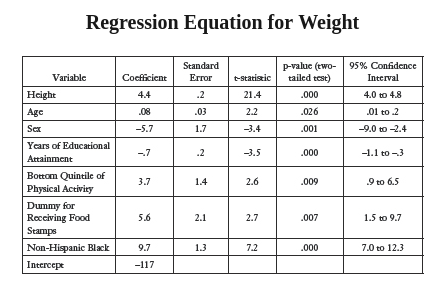 Regression Equation for Weight
Variable Coefficient Standard Error t-statistic p-value (two-tailed test) 95% Confidence Interval
Height 4.4 .2 21.4 .000 4.0 to 4.8
Age .08 .03 2.2 .026 .01 to .2
Sex –5.7 1.7 –3.4 .001 –9.0 to –2.4
Years of Educational Attainment –.7 .2 –3.5 .000 –1.1 to –.3
Bottom Quintile of Physical Activity 3.7 1.4 2.6 .009 .9 to 6.5
Dummy for Receiving Food Stamps 5.6 2.1 2.7 .007 1.5 to 9.7
Non-Hispanic Black 9.7 1.3 7.2 .000 7.0 to 12.3
Intercept –117